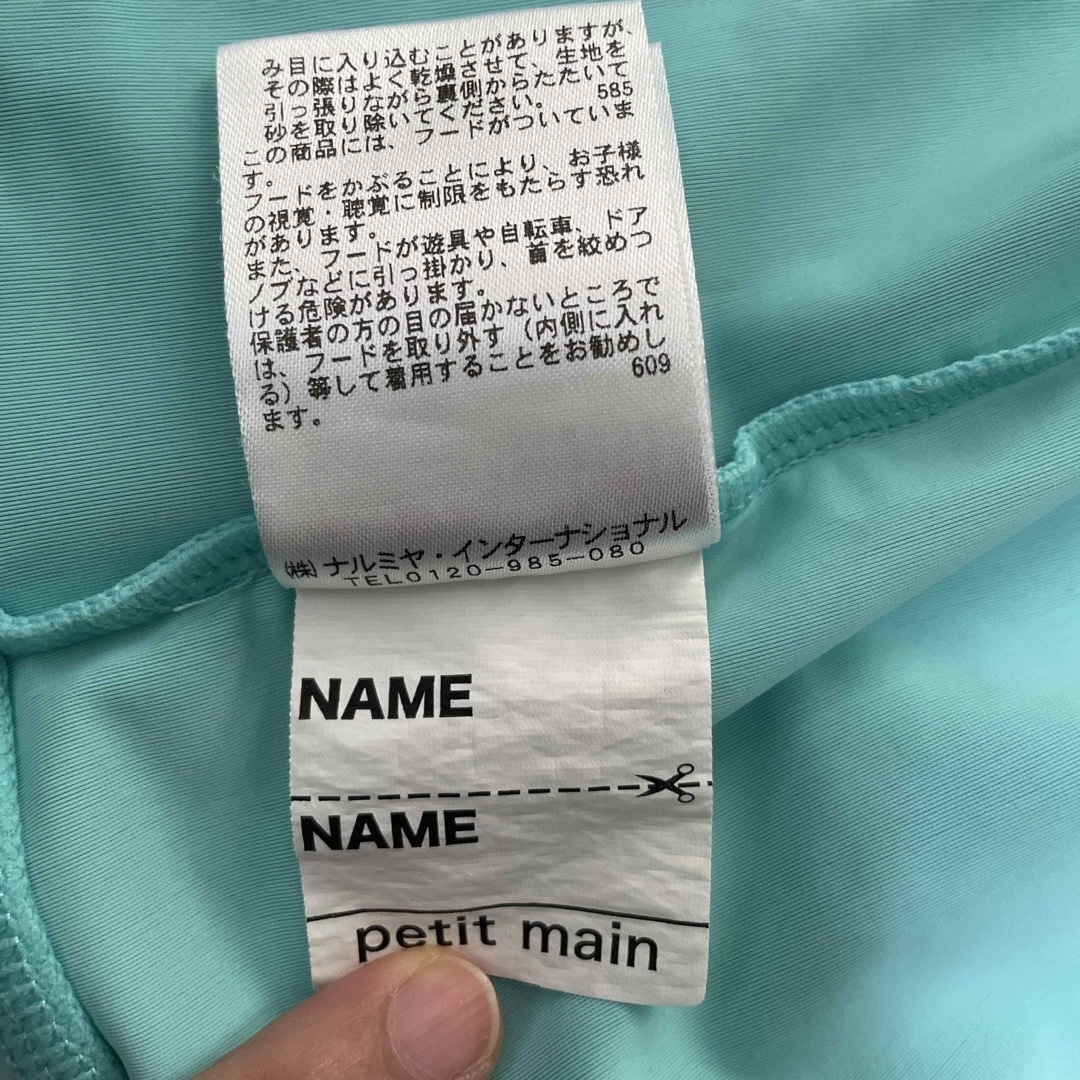 み目に入り込むことがありますが、
その際はよく乾燥させて、生地を
引っ張りながら裏側からたたいて
砂を取り除いてください。 585
この商品には、フードがついていま
す。
フードをかぶることにより、お子様
の視覚・聴覚に制限をもたらす恐れ
があります。
また、フードが遊具や自転車、ドア
ノブなどに引っ掛かり、首を絞めつ
ける危険があります。
保護者の方の目の届かないところで
は、フードを取り外す（内側に入れ
る）等して着用することをお勧めし
ます。 609
(株)ナルミヤ・インターナショナル
TEL0120-985-080
NAME
NAME
petit main